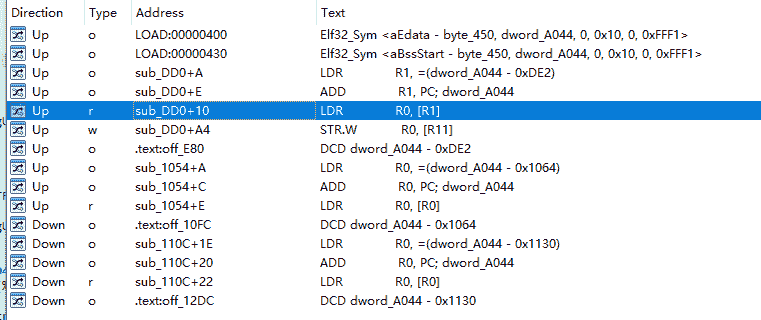 Direction Type Address Text
Up o LOAD:00000400 Elf32_Sym <aEdata - byte_450, dword_A044, 0, 0x10, 0, 0xFFF1>
Up o LOAD:00000430 Elf32_Sym <aBssStart - byte_450, dword_A044, 0, 0x10, 0, 0xFFF1>
Up o sub_DD0+A LDR R1, =(dword_A044 - 0xDE2)
Up o sub_DD0+E ADD R1, PC; dword_A044
Up r sub_DD0+10 LDR R0, [R1]
Up w sub_DD0+A4 STR.W R0, [R11]
Up o .text:off_E80 DCD dword_A044 - 0xDE2
Up o sub_1054+A LDR R0, =(dword_A044 - 0x1064)
Up o sub_1054+C ADD R0, PC; dword_A044
Up r sub_1054+E LDR R0, [R0]
Down o .text:off_10FC DCD dword_A044 - 0x1064
Down o sub_110C+1E LDR R0, =(dword_A044 - 0x1130)
Down o sub_110C+20 ADD R0, PC; dword_A044
Down r sub_110C+22 LDR R0, [R0]
Down o .text:off_12DC DCD dword_A044 - 0x1130